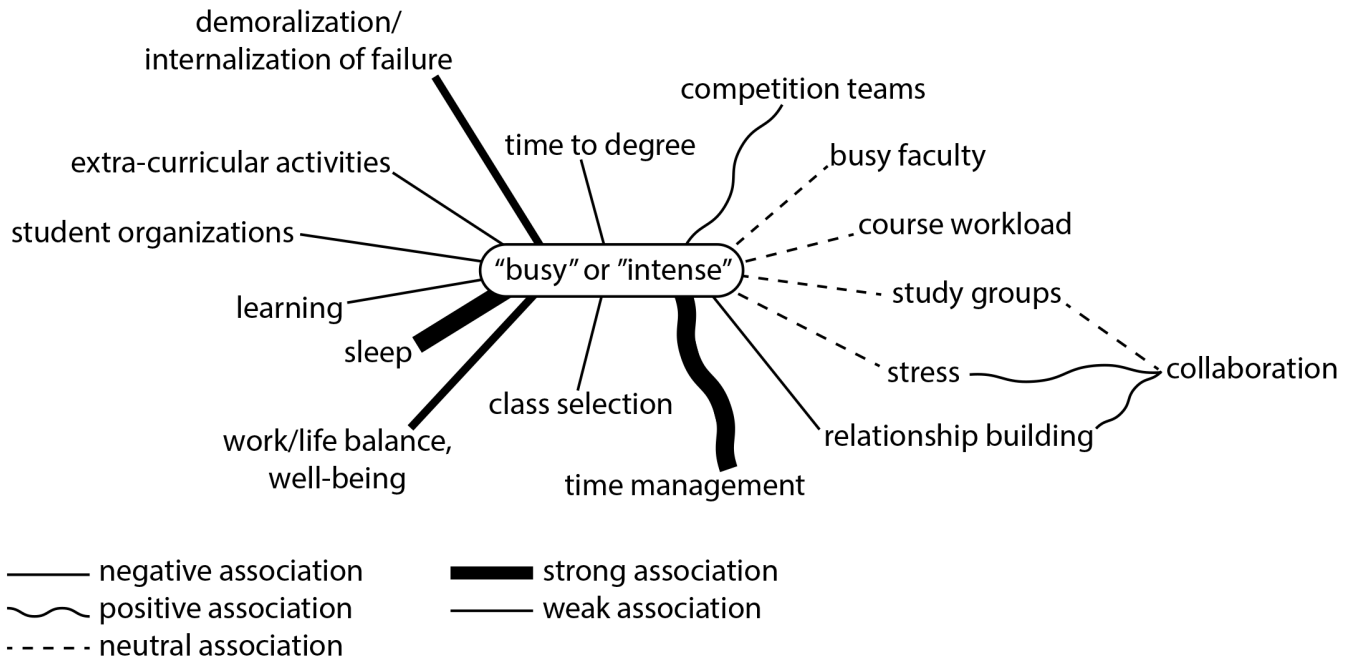 demoralization/
internalization of failure
competition teams
time to degree
busy faculty
extra-curricular activities
course workload
student organizations
“busy” or ”intense”
study groups
learning
sleep
stress
collaboration
class selection
relationship building
work/life balance,
well-being
time management
negative association
strong association
positive association
weak association
neutral association